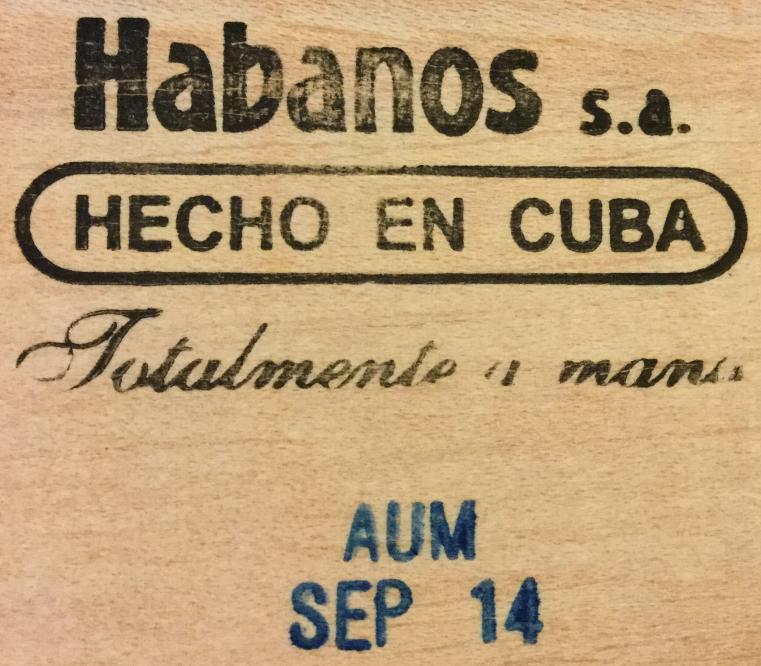 Habanos s.a.
HECHO EN CUBA
Totalmente a mano
AUM
SEP 14